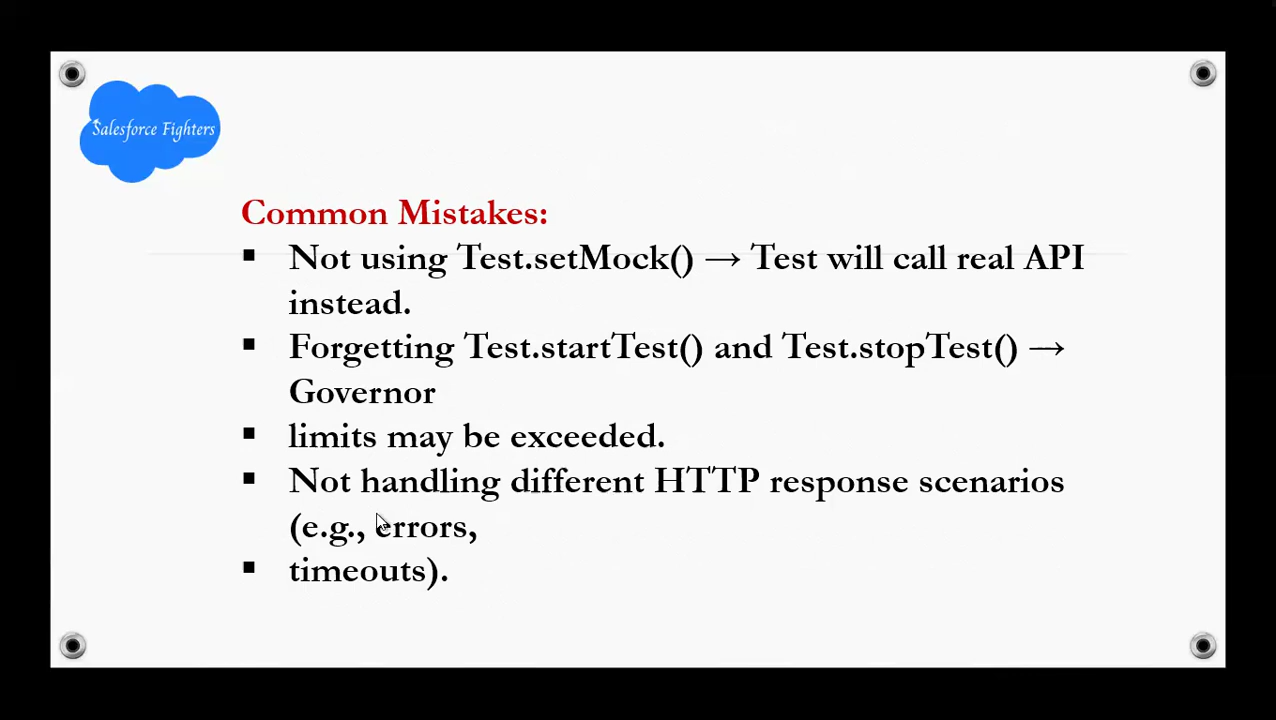 Salesforce Fighters
Common Mistakes:
▪ Not using Test.setMock() → Test will call real API
instead.
▪ Forgetting Test.startTest() and Test.stopTest() →
Governor
▪ limits may be exceeded.
▪ Not handling different HTTP response scenarios
(e.g., errors,
▪ timeouts).